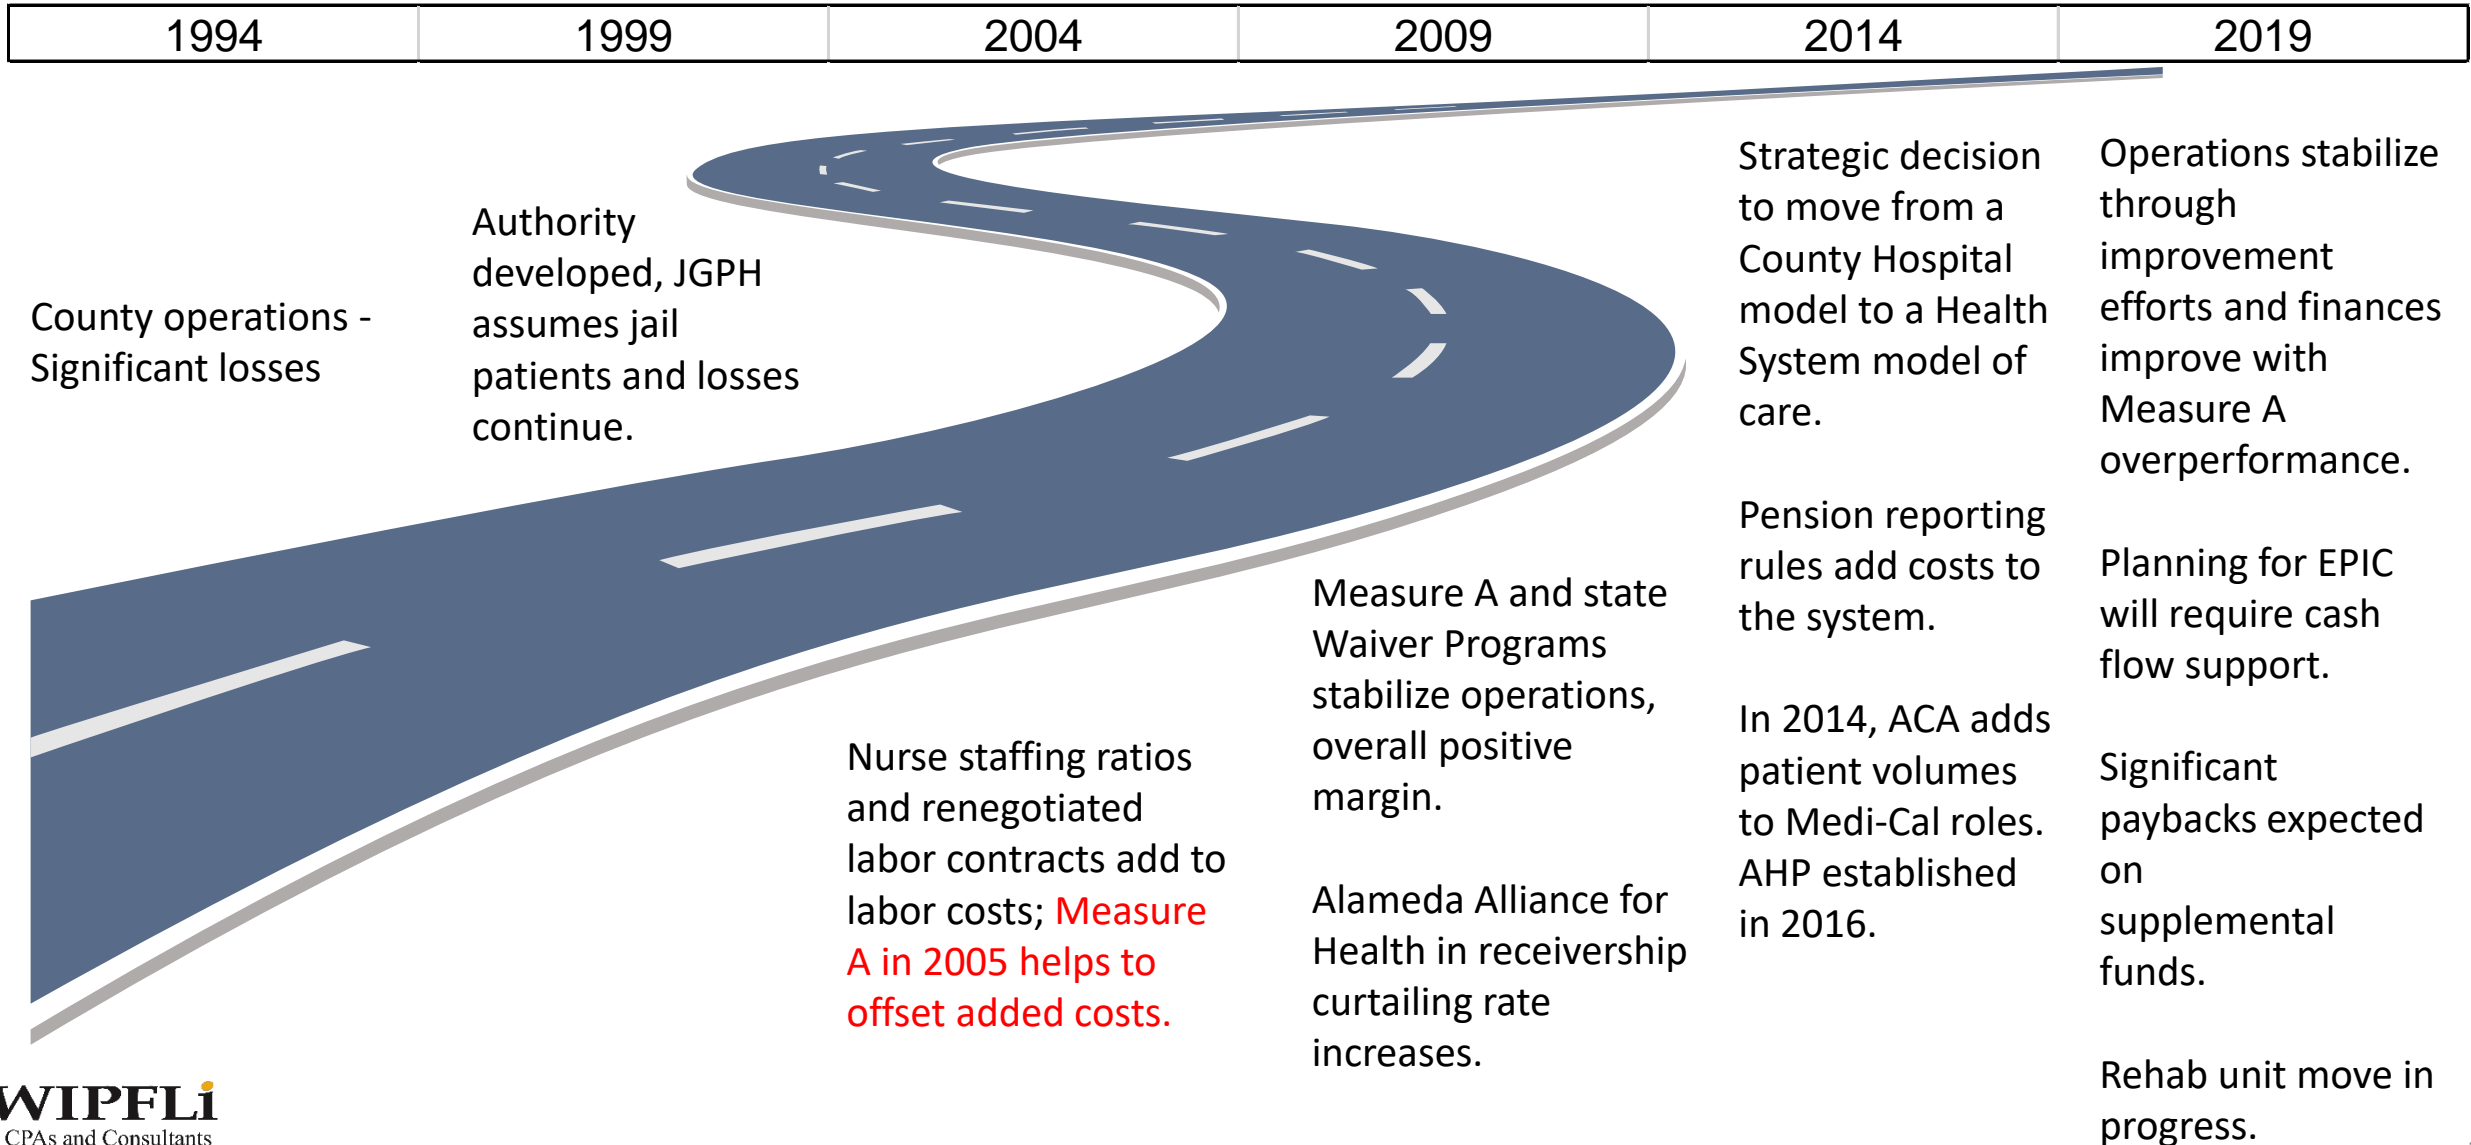 1994 1999 2004 2009 2014 2019
County operations -
Significant losses
Authority
developed, JGPH
assumes jail
patients and losses
continue.
Nurse staffing ratios
and renegotiated
labor contracts add to
labor costs; Measure
A in 2005 helps to
offset added costs.
Measure A and state
Waiver Programs
stabilize operations,
overall positive
margin.
Alameda Alliance for
Health in receivership
curtailing rate
increases.
Strategic decision
to move from a
County Hospital
model to a Health
System model of
care.
Pension reporting
rules add costs to
the system.
In 2014, ACA adds
patient volumes
to Medi-Cal roles.
AHP established
in 2016.
Operations stabilize
through
improvement
efforts and finances
improve with
Measure A
overperformance.
Planning for EPIC
will require cash
flow support.
Significant
paybacks expected
on
supplemental
funds.
Rehab unit move in
progress.
WIPFLi
CPAs and Consultants